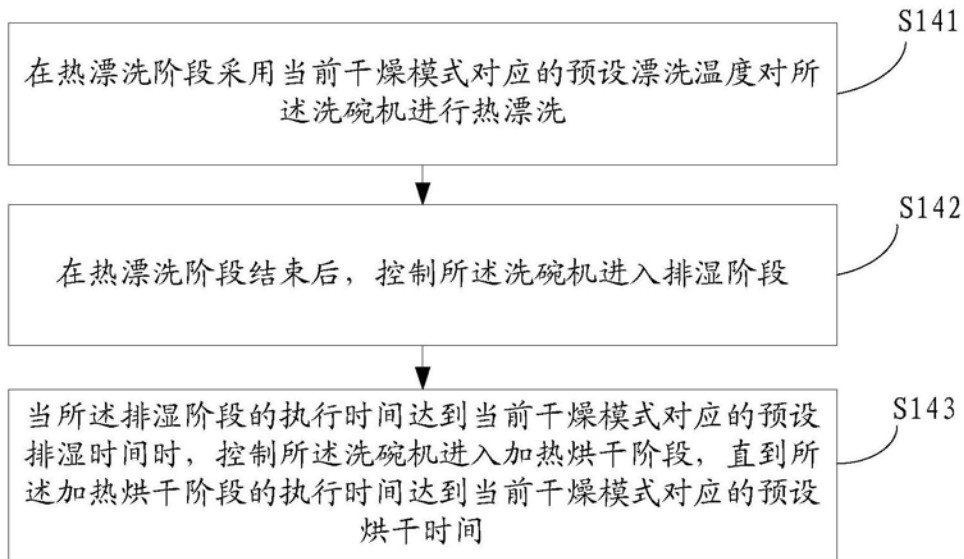 S141
在热漂洗阶段采用当前干燥模式对应的预设漂洗温度对所
述洗碗机进行热漂洗
S142
在热漂洗阶段结束后，控制所述洗碗机进入排湿阶段
S143
当所述排湿阶段的执行时间达到当前干燥模式对应的预设
排湿时间时，控制所述洗碗机进入加热烘干阶段，直到所
述加热烘干阶段的执行时间达到当前干燥模式对应的预设
烘干时间